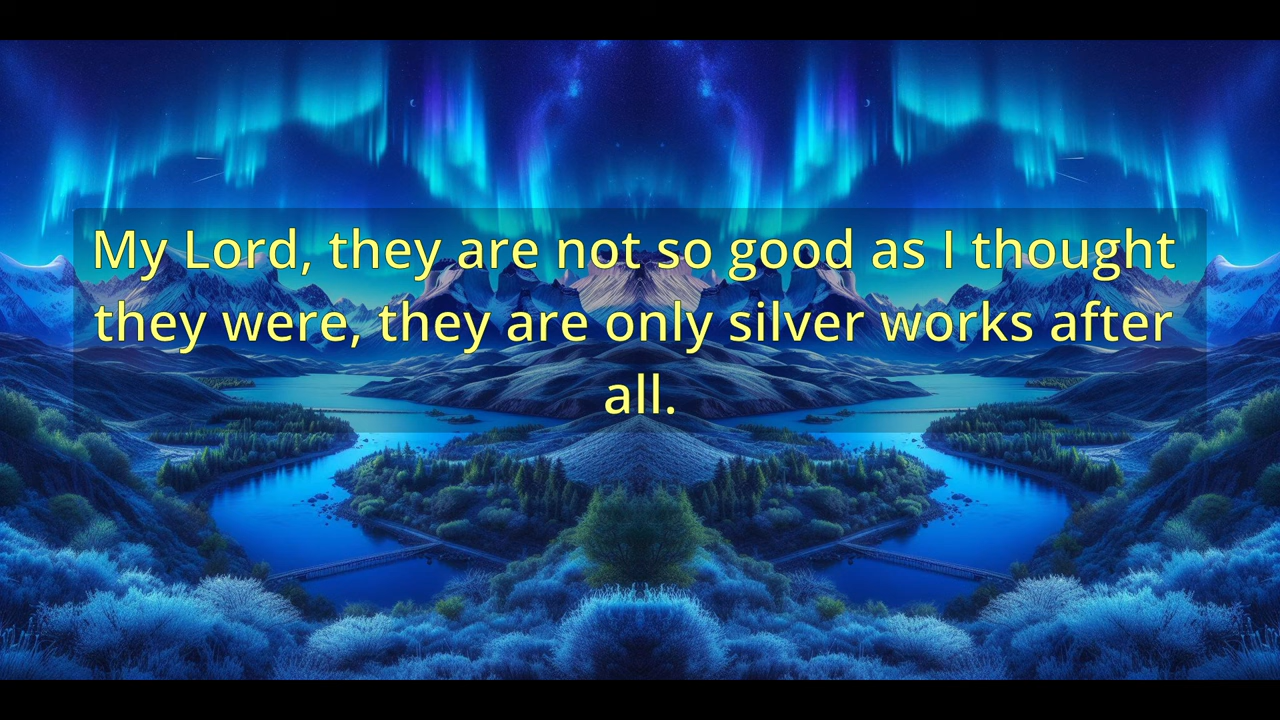 My Lord, they are not so good as I thought
they were, they are only silver works after
all.